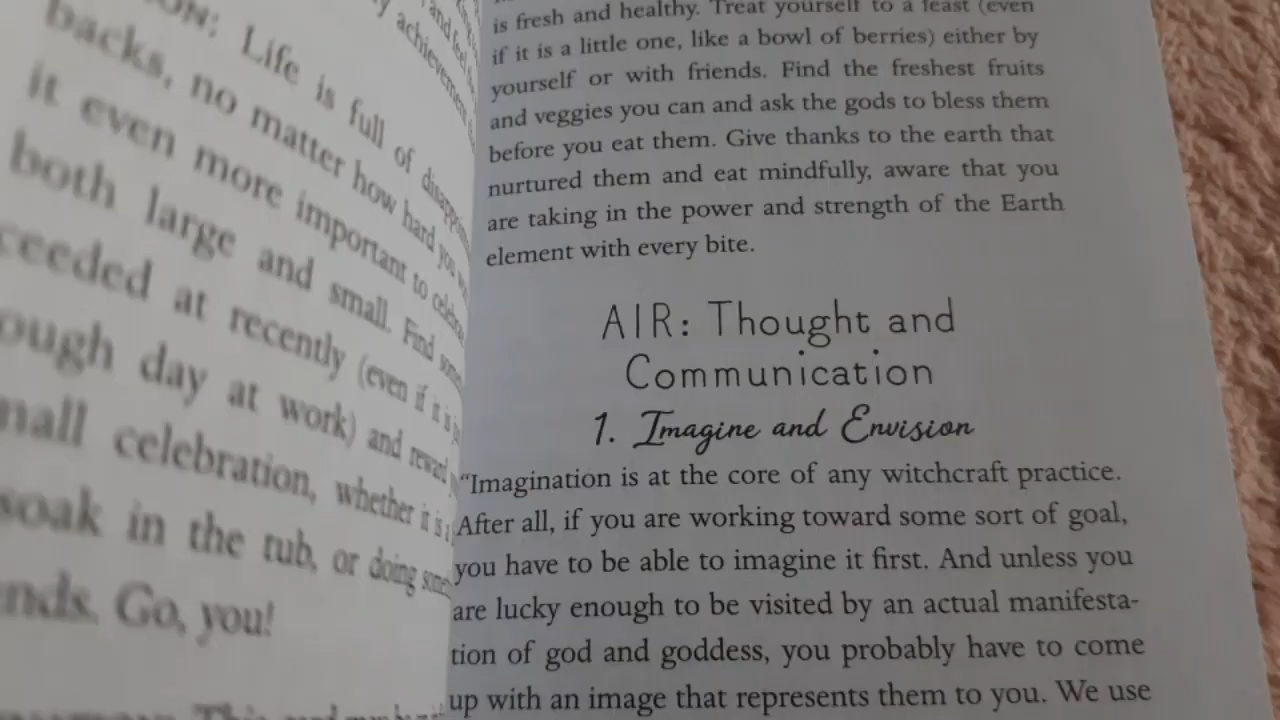 ON: Life is full of
backs, no matter how hard you
it even more important to
both large and small. Find
ceeded at recently (even if it is
ough day at work) and reward
mall celebration, whether it is a
soak in the tub, or doing
nds. Go, you!
is fresh and healthy. Treat yourself to a feast (even
if it is a little one, like a bowl of berries) either by
yourself or with friends. Find the freshest fruits
and veggies you can and ask the gods to bless them
before you eat them. Give thanks to the earth that
nurtured them and eat mindfully, aware that you
are taking in the power and strength of the Earth
element with every bite.
AIR: Thought and
Communication
1. Imagine and Envision
“Imagination is at the core of any witchcraft practice.
After all, if you are working toward some sort of goal,
you have to be able to imagine it first. And unless you
are lucky enough to be visited by an actual manifesta-
tion of god and goddess, you probably have to come
up with an image that represents them to you. We use